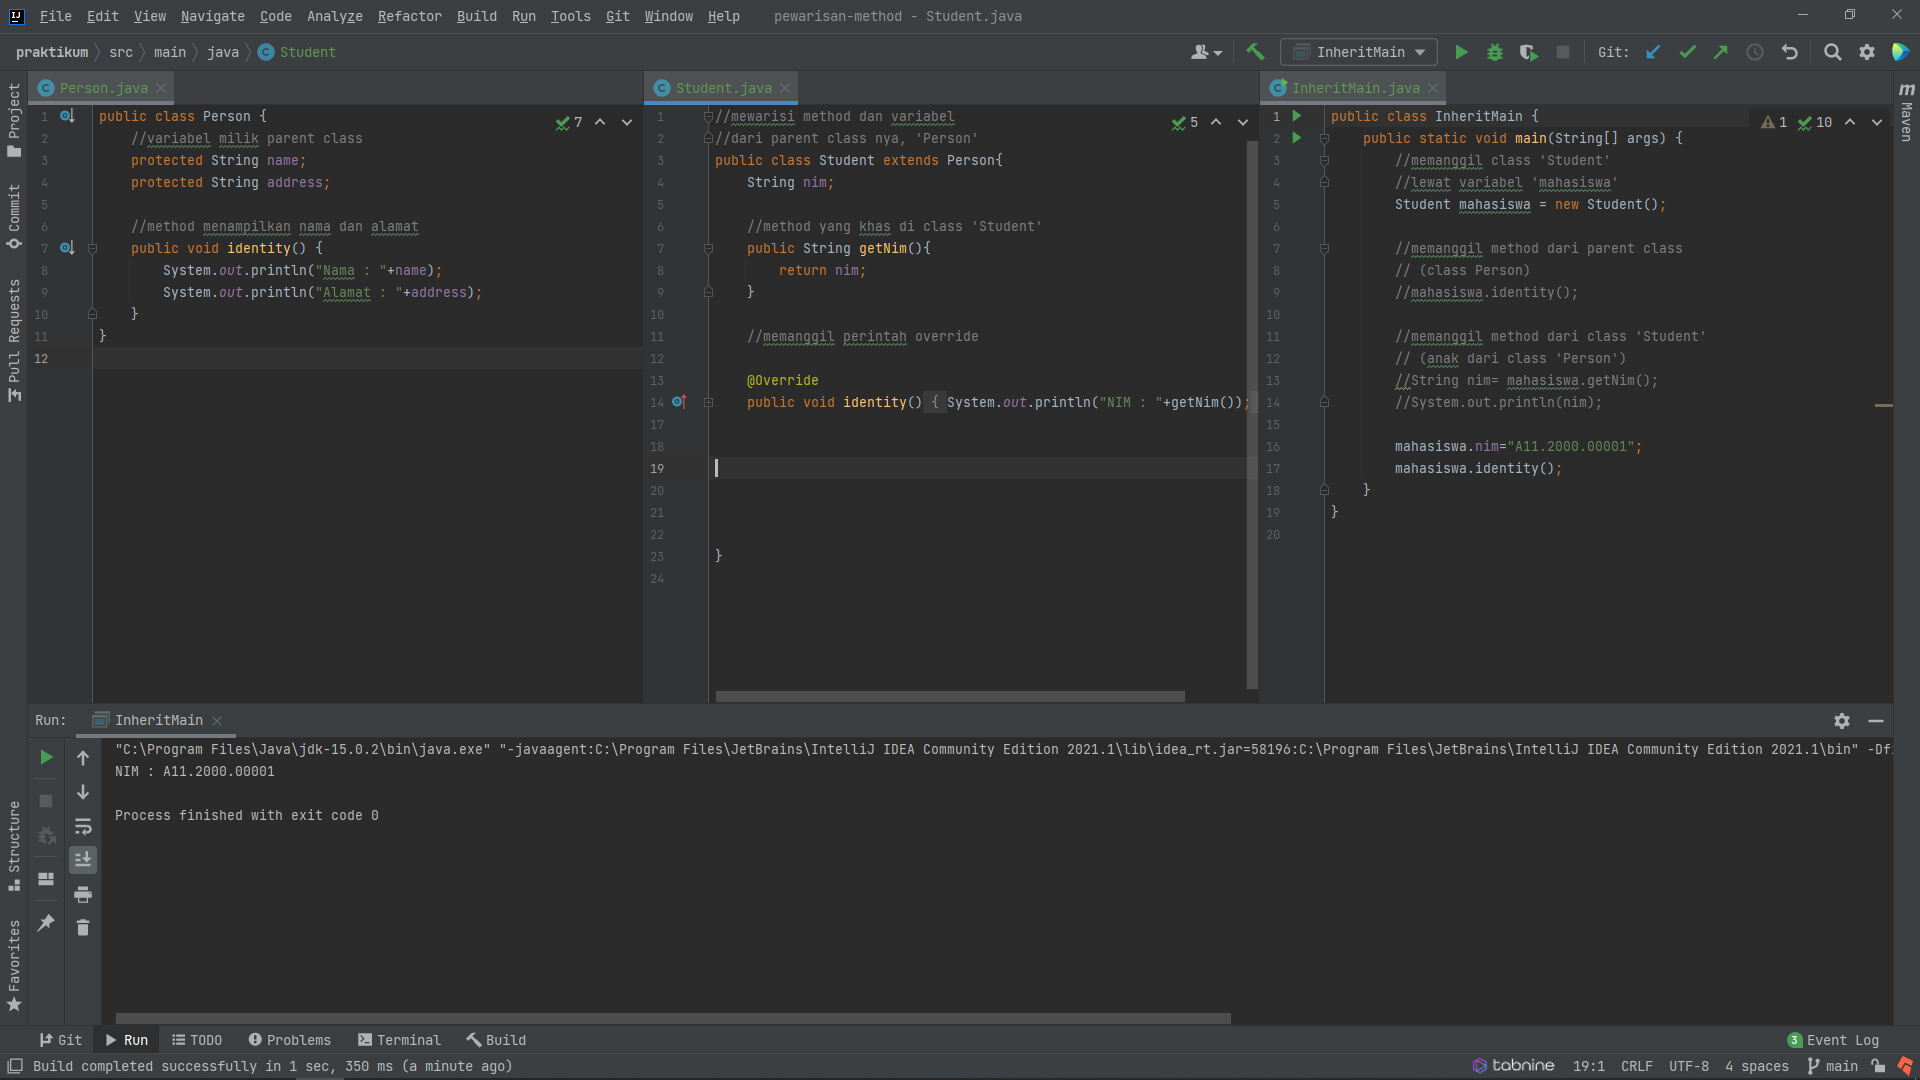 File Edit View Navigate Code Analyze Refactor Build Run Tools Git Window Help pewarisan-method - Student.java
praktikum src main java Student InheritMain Git:
Person.java
1 public class Person {
2 //variabel milik parent class
3 protected String name;
4 protected String address;
5
6 //method menampilkan nama dan alamat
7 public void identity() {
8 System.out.println("Nama : "+name);
9 System.out.println("Alamat : "+address);
10 }
11 }
12
7
Student.java
1 //mewarisi method dan variabel
2 //dari parent class nya, 'Person'
3 public class Student extends Person{
4 String nim;
5
6 //method yang khas di class 'Student'
7 public String getNim(){
8 return nim;
9 }
10
11 //memanggil perintah override
12
13 @Override
14 public void identity() { System.out.println("NIM : "+getNim());
17
18
19
20
21
22
23 }
24
5
InheritMain.java
1 public class InheritMain {
2 public static void main(String[] args) {
3 //memanggil class 'Student'
4 //lewat variabel 'mahasiswa'
5 Student mahasiswa = new Student();
6
7 //memanggil method dari parent class
8 // (class Person)
9 //mahasiswa.identity();
10
11 //memanggil method dari class 'Student'
12 // (anak dari class 'Person')
13 //String nim= mahasiswa.getNim();
14 //System.out.println(nim);
15
16 mahasiswa.nim="A11.2000.00001";
17 mahasiswa.identity();
18 }
19 }
20
1 10
Project
Commit
Pull Requests
Structure
Favorites
m Maven
Run: InheritMain
"C:\Program Files\Java\jdk-15.0.2\bin\java.exe" "-javaagent:C:\Program Files\JetBrains\IntelliJ IDEA Community Edition 2021.1\lib\idea_rt.jar=58196:C:\Program Files\JetBrains\IntelliJ IDEA Community Edition 2021.1\bin"
NIM : A11.2000.00001
Process finished with exit code 0
Git Run TODO Problems Terminal Build 3 Event Log
Build completed successfully in 1 sec, 350 ms (a minute ago) tabnine 19:1 CRLF UTF-8 4 spaces main